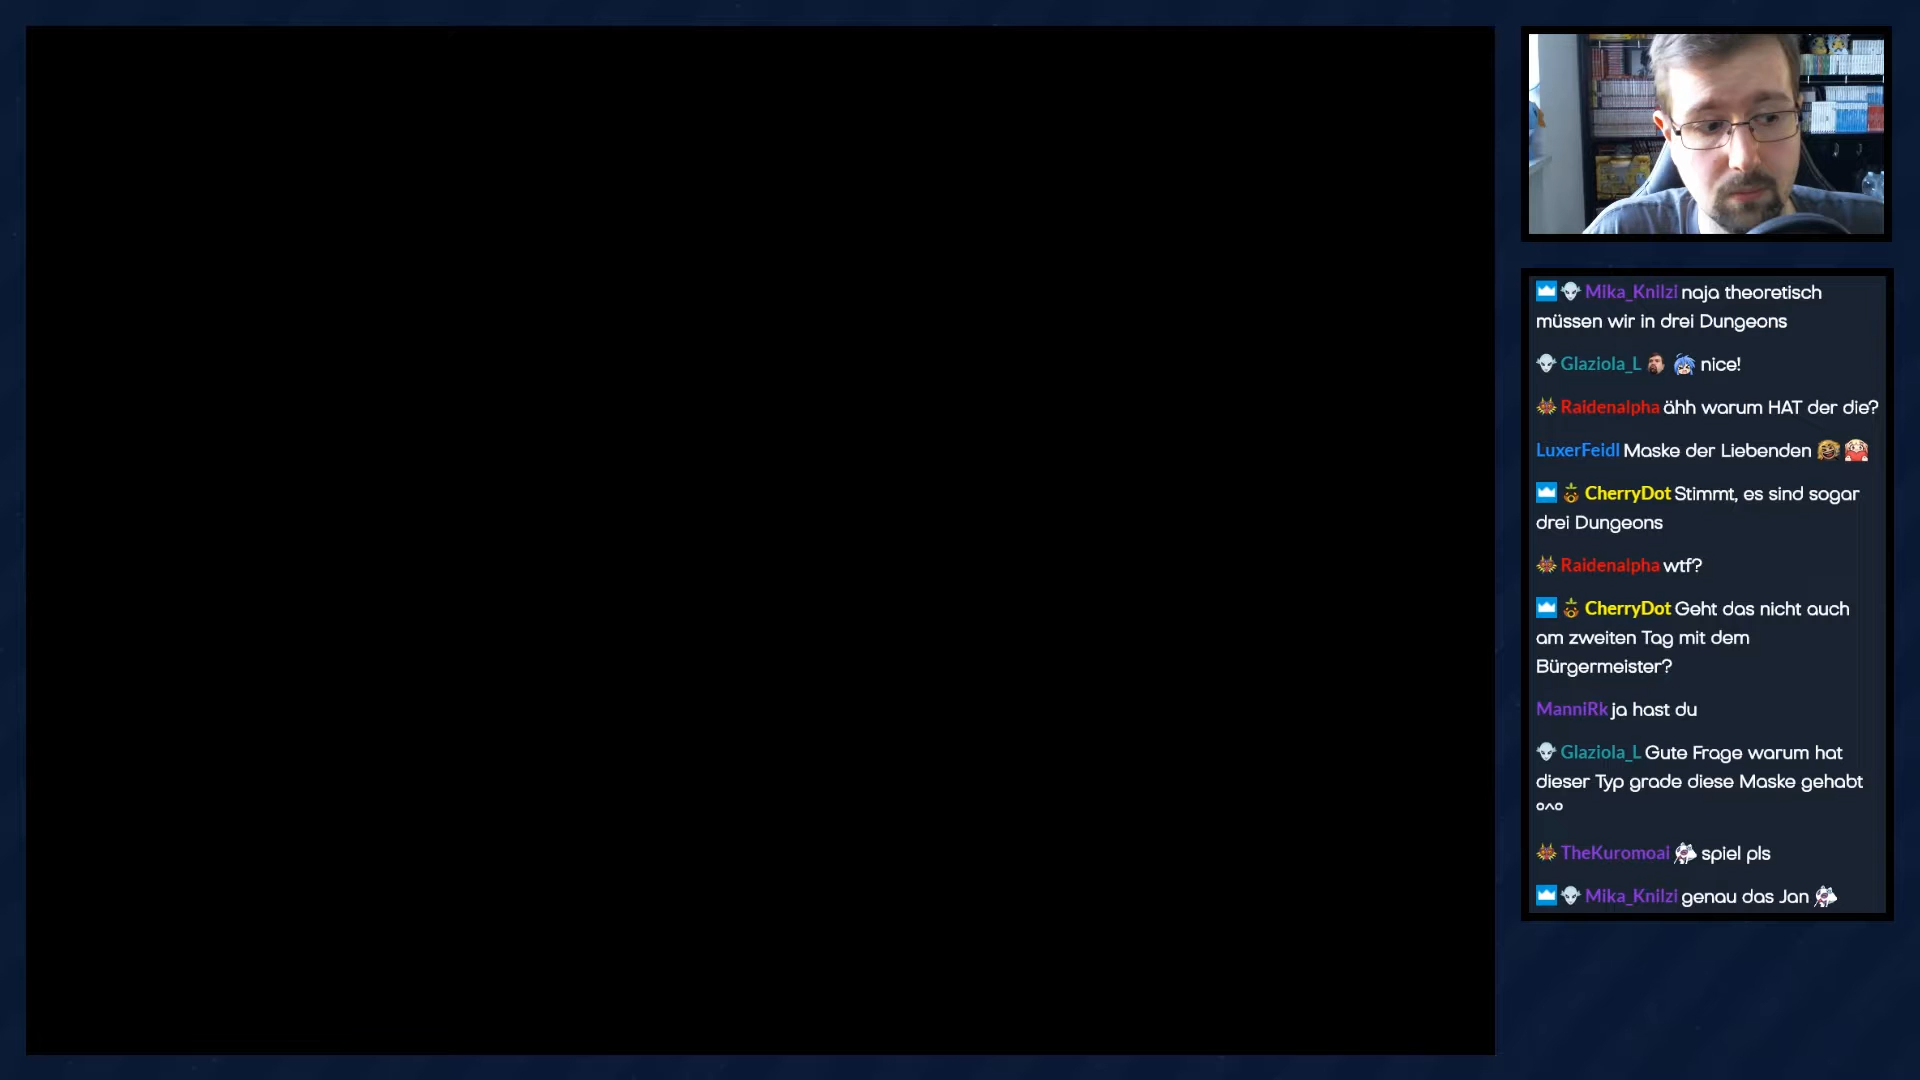 Mika_Knilzi naja theoretisch
müssen wir in drei Dungeons
Glaziola_L nice!
Raidenalpha ähh warum HAT der die?
LuxerFeidl Maske der Liebenden
CherryDot Stimmt, es sind sogar
drei Dungeons
Raidenalpha wtf?
CherryDot Geht das nicht auch
am zweiten Tag mit dem
Bürgermeister?
ManniRk ja hast du
Glaziola_L Gute Frage warum hat
dieser Typ grade diese Maske gehabt
o^o
TheKuromoai spiel pls
Mika_Knilzi genau das Jan